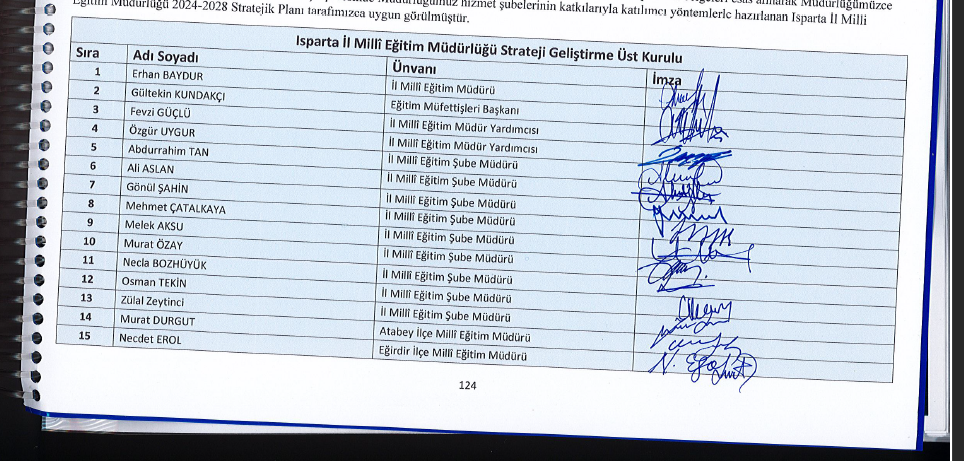 esas alınarak Müdürlüğümüzce
Müdürlüğümüz hizmet şubelerinin katkılarıyla katılımcı yöntemlerle hazırlanan Isparta İl Milli
Eğitim Müdürlüğü 2024-2028 Stratejik Planı tarafımızca uygun görülmüştür.
Isparta İl Millî Eğitim Müdürlüğü Strateji Geliştirme Üst Kurulu
Sıra Adı Soyadı Ünvanı İmza
1 Erhan BAYDUR İl Millî Eğitim Müdürü
2 Gültekin KUNDAKÇI Eğitim Müfettişleri Başkanı
3 Fevzi GÜÇLÜ İl Millî Eğitim Müdür Yardımcısı
4 Özgür UYGUR İl Millî Eğitim Müdür Yardımcısı
5 Abdurrahim TAN İl Millî Eğitim Şube Müdürü
6 Ali ASLAN İl Millî Eğitim Şube Müdürü
7 Gönül ŞAHİN İl Millî Eğitim Şube Müdürü
8 Mehmet ÇATALKAYA İl Millî Eğitim Şube Müdürü
9 Melek AKSU İl Millî Eğitim Şube Müdürü
10 Murat ÖZAY İl Millî Eğitim Şube Müdürü
11 Necla BOZHÜYÜK İl Millî Eğitim Şube Müdürü
12 Osman TEKİN İl Millî Eğitim Şube Müdürü
13 Zülal Zeytinci İl Millî Eğitim Şube Müdürü
14 Murat DURGUT Atabey İlçe Millî Eğitim Müdürü
15 Necdet EROL Eğirdir İlçe Millî Eğitim Müdürü
124